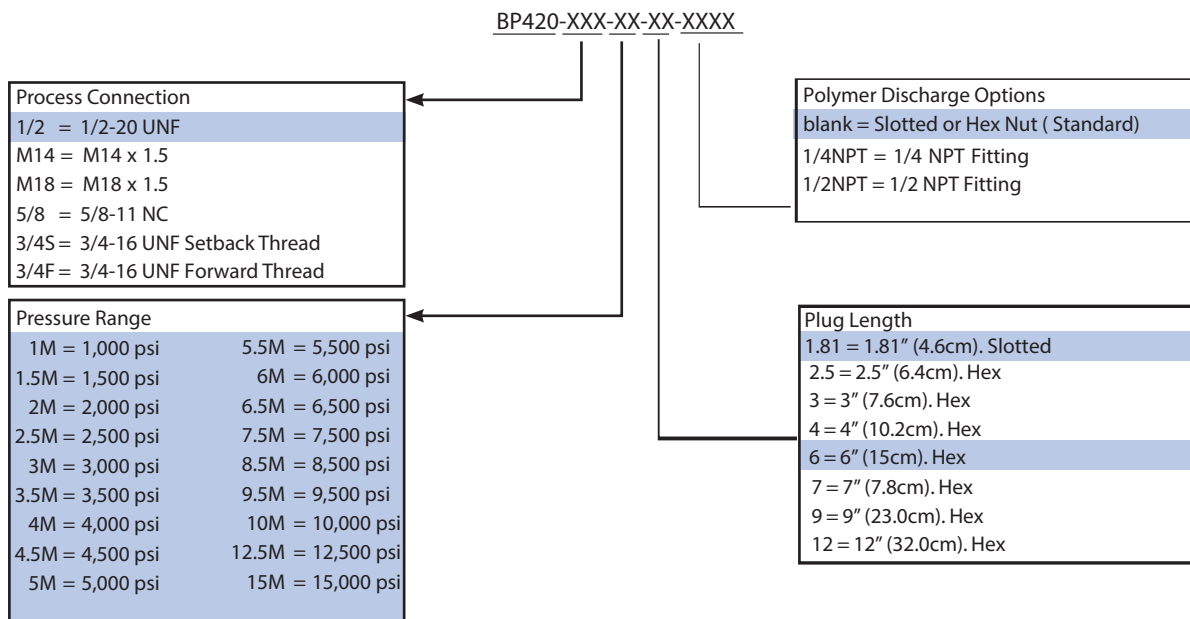 BP420-XXX-XX-XX-XXXX
Process Connection
1/2 = 1/2-20 UNF
M14 = M14 x 1.5
M18 = M18 x 1.5
5/8 = 5/8-11 NC
3/4S = 3/4-16 UNF Setback Thread
3/4F = 3/4-16 UNF Forward Thread
Pressure Range
1M = 1,000 psi 5.5M = 5,500 psi
1.5M = 1,500 psi 6M = 6,000 psi
2M = 2,000 psi 6.5M = 6,500 psi
2.5M = 2,500 psi 7.5M = 7,500 psi
3M = 3,000 psi 8.5M = 8,500 psi
3.5M = 3,500 psi 9.5M = 9,500 psi
4M = 4,000 psi 10M = 10,000 psi
4.5M = 4,500 psi 12.5M = 12,500 psi
5M = 5,000 psi 15M = 15,000 psi
Polymer Discharge Options
blank = Slotted or Hex Nut ( Standard)
1/4NPT = 1/4 NPT Fitting
1/2NPT = 1/2 NPT Fitting
Plug Length
1.81 = 1.81” (4.6cm). Slotted
2.5 = 2.5” (6.4cm). Hex
3 = 3” (7.6cm). Hex
4 = 4” (10.2cm). Hex
6 = 6” (15cm). Hex
7 = 7” (7.8cm). Hex
9 = 9” (23.0cm). Hex
12 = 12” (32.0cm). Hex